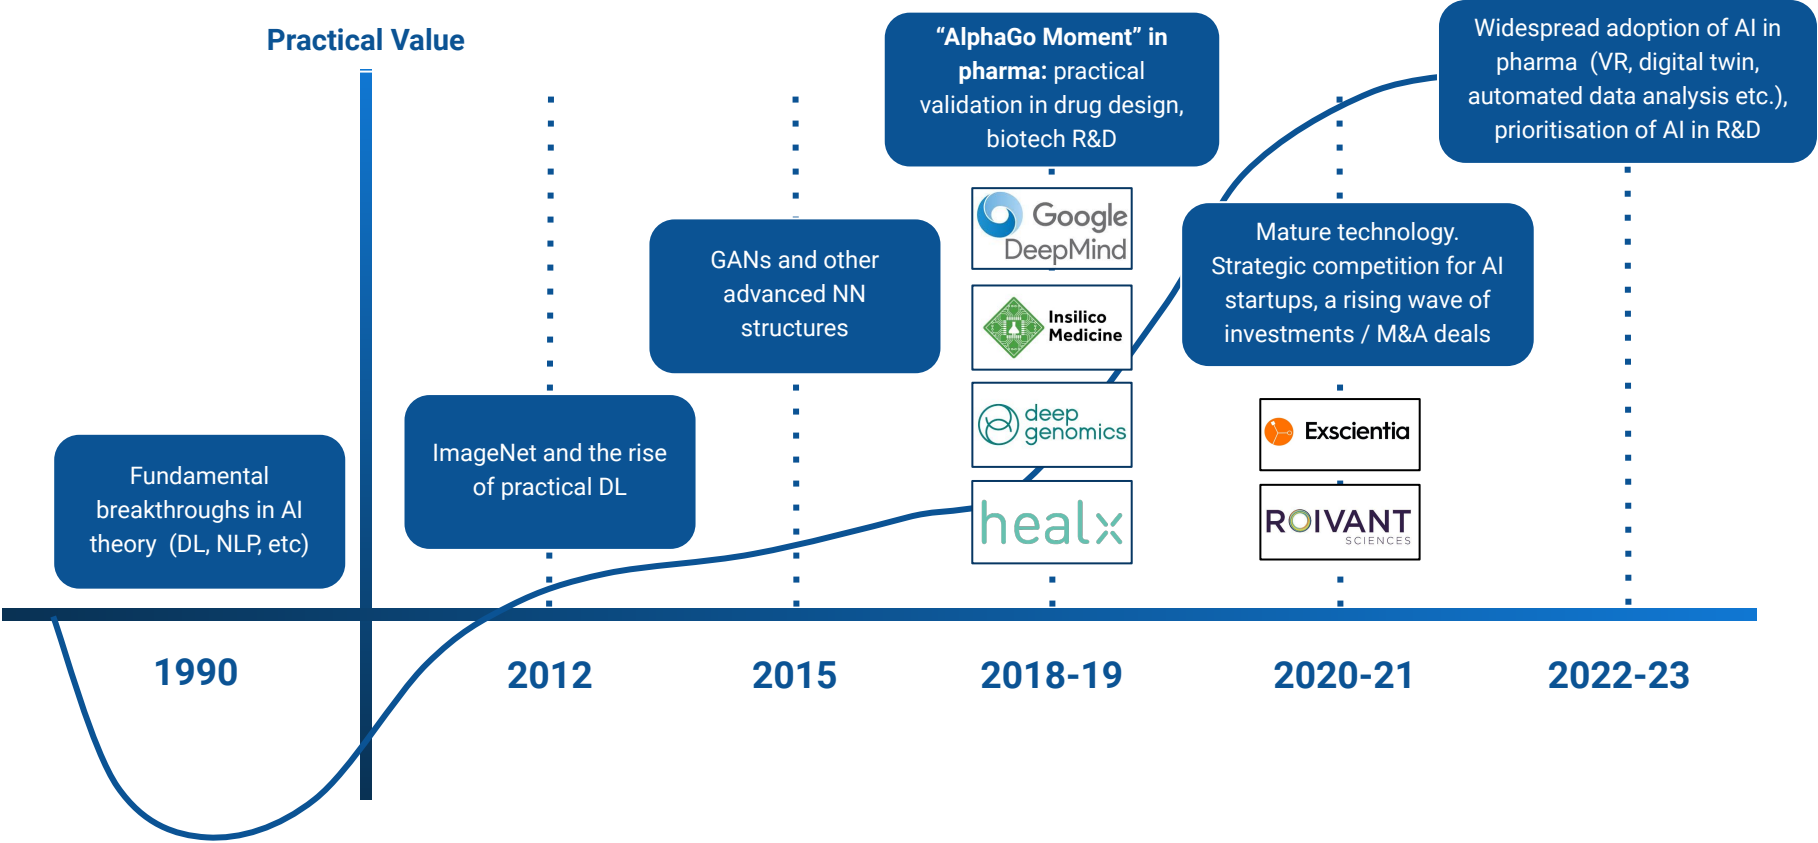 Practical Value
Fundamental
breakthroughs in AI
theory (DL, NLP, etc)
ImageNet and the rise
of practical DL
GANs and other
advanced NN
structures
“AlphaGo Moment” in
pharma: practical
validation in drug design,
biotech R&D
Google
DeepMind
Insilico
Medicine
deep
genomics
healx
Mature technology.
Strategic competition for AI
startups, a rising wave of
investments / M&A deals
Exscientia
ROIVANT
SCIENCES
Widespread adoption of AI in
pharma (VR, digital twin,
automated data analysis etc.),
prioritisation of AI in R&D
1990
2012
2015
2018-19
2020-21
2022-23